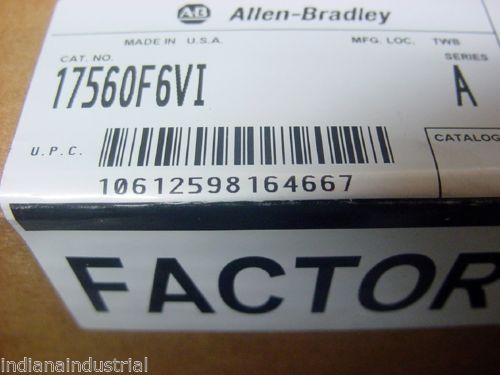 AB Allen-Bradley
MADE IN U.S.A. MFG. LOC. TWB
CAT. NO. SERIES
17560F6VI A
U.P.C.
CATALOG
10612598164667
FACTOR
indianaindustrial